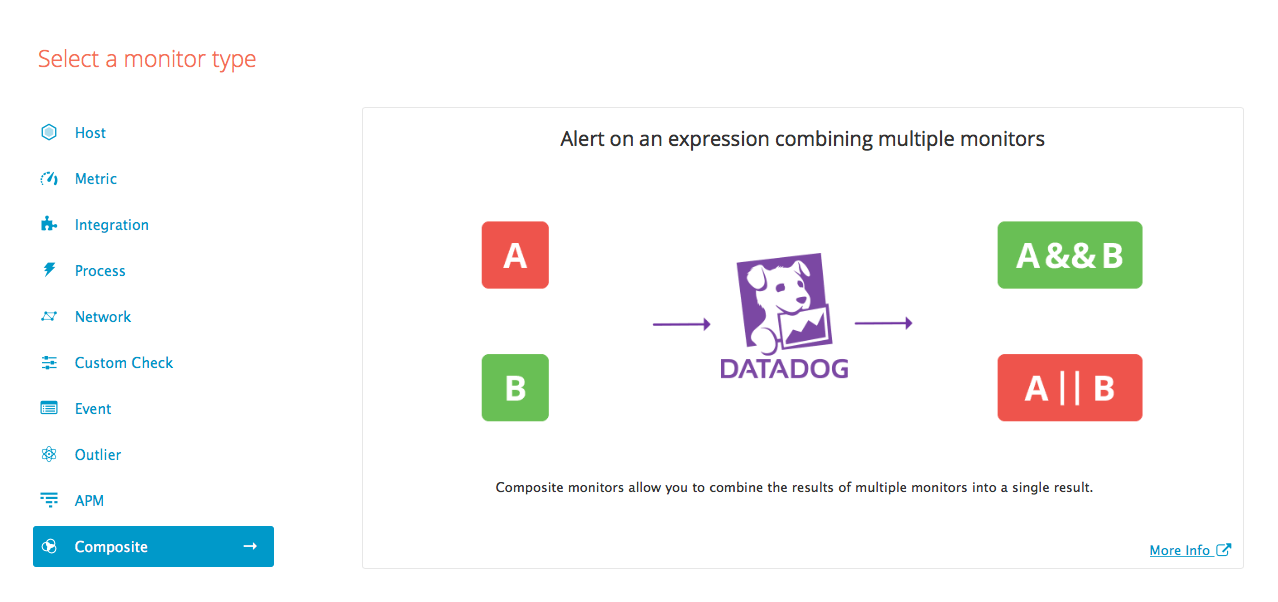 Select a monitor type
Host
Metric
Integration
Process
Network
Custom Check
Event
Outlier
APM
Composite
Alert on an expression combining multiple monitors
A
A && B
DATADOG
B
A || B
Composite monitors allow you to combine the results of multiple monitors into a single result.
More Info